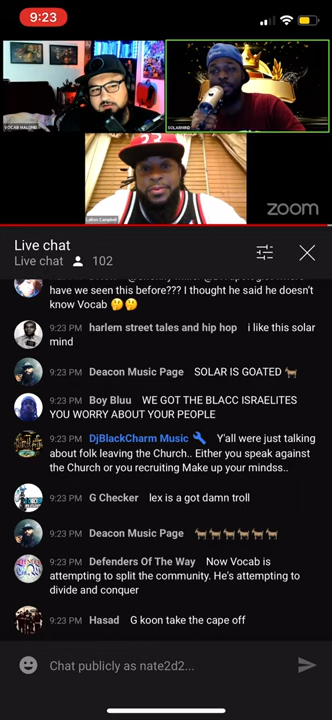 9:23
VOCAB MALONE
SOLARMIND
LaRon Campbell
zoom
Live chat
Live chat 102
have we seen this before??? I thought he said he doesn't
know Vocab 🤔🤔
9:23 PM harlem street tales and hip hop i like this solar
mind
9:23 PM Deacon Music Page SOLAR IS GOATED 🐐
9:23 PM Boy Bluu WE GOT THE BLACC ISRAELITES
YOU WORRY ABOUT YOUR PEOPLE
9:23 PM DjBlackCharm Music 🔧 Y'all were just talking
about folk leaving the Church.. Either you speak against
the Church or you recruiting Make up your mindss..
9:23 PM G Checker lex is a got damn troll
9:23 PM Deacon Music Page 🐐🐐🐐🐐🐐🐐
9:23 PM Defenders Of The Way Now Vocab is
attempting to split the community. He's attempting to
divide and conquer
9:23 PM Hasad G koon take the cape off
Chat publicly as nate2d2...